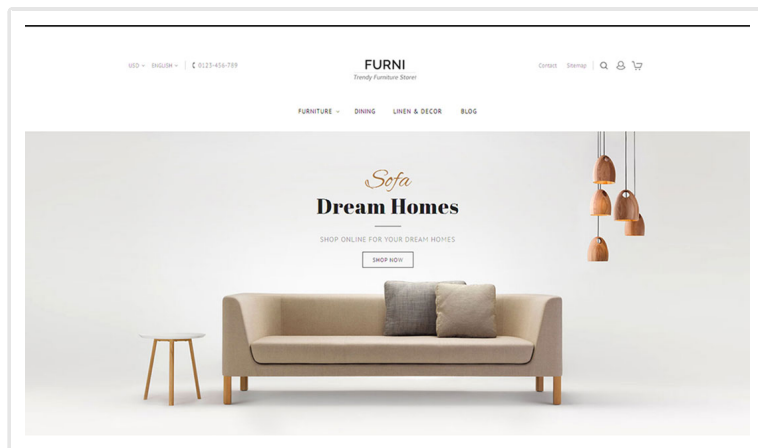 USD ENGLISH 0123-456-789
FURNI
Trendy Furniture Storer
Contact Sitemap
FURNITURE DINING LINEN & DECOR BLOG
Sofa
Dream Homes
SHOP ONLINE FOR YOUR DREAM HOMES
SHOP NOW